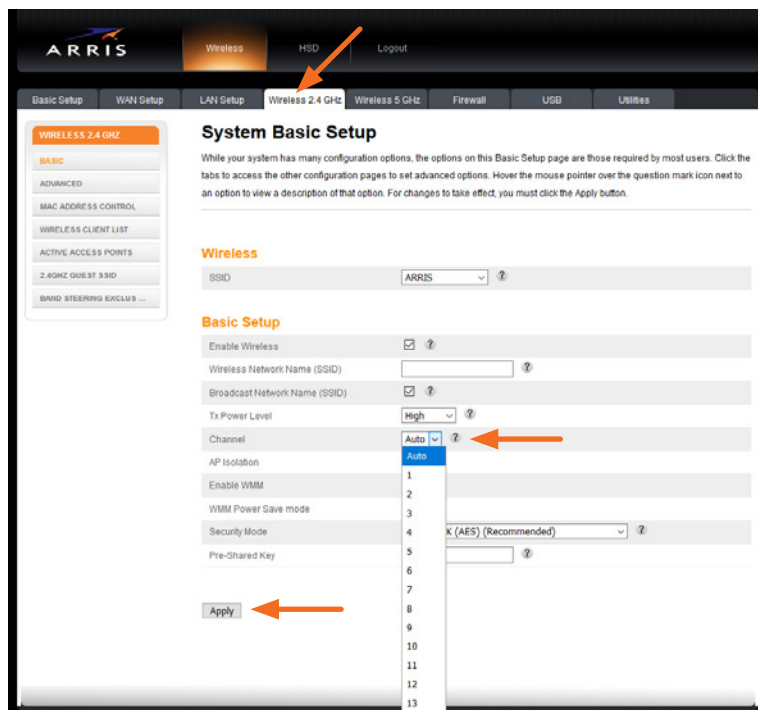 ARRIS
Wireless HSD Logout
Basic Setup WAN Setup LAN Setup Wireless 2.4 GHz Wireless 5 GHz Firewall USB Utilities
WIRELESS 2.4 GHZ
BASIC
ADVANCED
MAC ADDRESS CONTROL
WIRELESS CLIENT LIST
ACTIVE ACCESS POINTS
2.4GHZ GUEST SSID
BAND STEERING EXCLUS ...
System Basic Setup
While your system has many configuration options, the options on this Basic Setup page are those required by most users. Click the
tabs to access the other configuration pages to set advanced options. Hover the mouse pointer over the question mark icon next to
an option to view a description of that option. For changes to take effect, you must click the Apply button.
Wireless
SSID ARRIS ?
Basic Setup
Enable Wireless ?
Wireless Network Name (SSID) ?
Broadcast Network Name (SSID) ?
Tx Power Level High ?
Channel Auto ?
Auto
AP Isolation
1
Enable WMM
2
WMM Power Save mode
3
Security Mode K (AES) (Recommended) ?
4
Pre-Shared Key ?
5
6
7
Apply
8
9
10
11
12
13